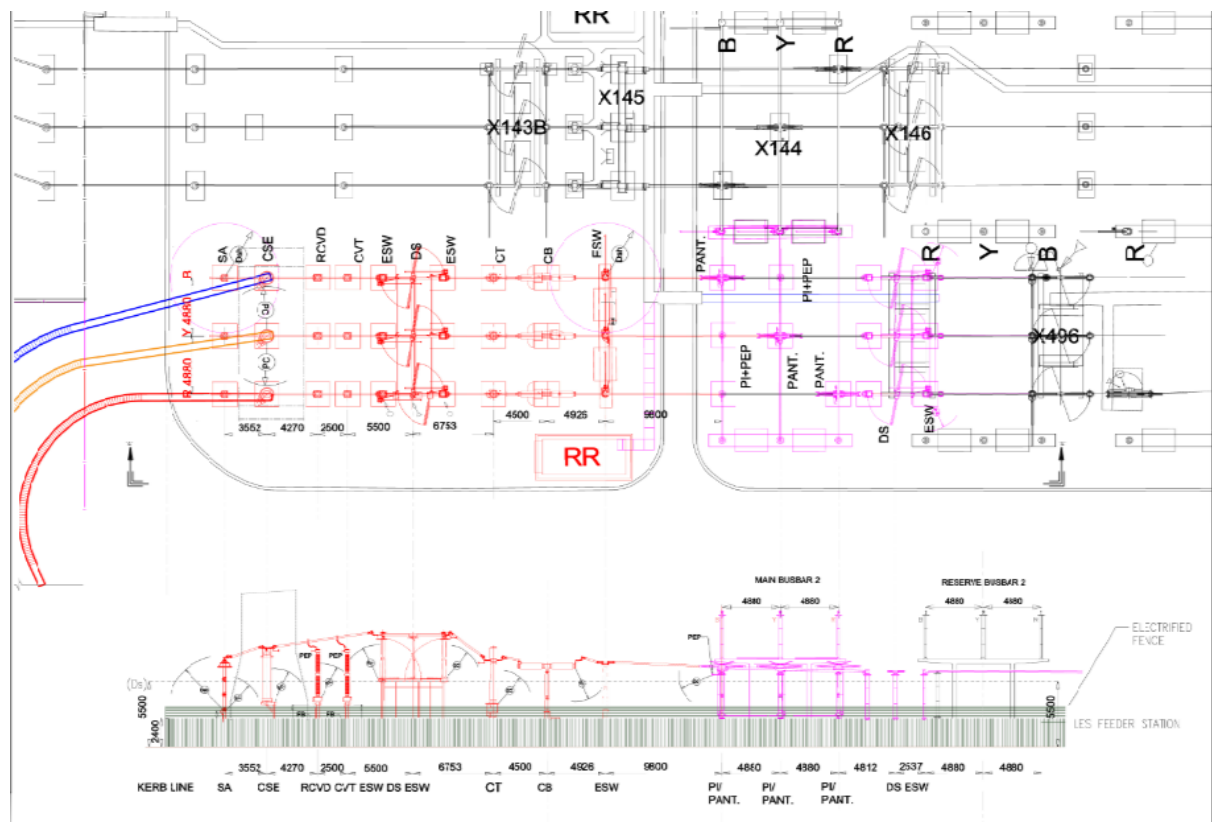 RR
B Y R
X145
X143B
X144
X146
SA
CSE
RCVD
CVT
ESW
DS
ESW
CT
CB
ESW
PANT.
PI+PEP
R Y B R
B
Y 4880
R 4880
PC
PC
X496
PI+PEP
PANT.
PANT.
DS
ESW
3552 4270 2500 5500 6753 4500 4925 9800
RR
MAIN BUSBAR 2
RESERVE BUSBAR 2
4880 4880
4880 4880
ELECTRIFIED
FENCE
PEP PEP PEP
(Ds)
5500
2400
5500
LES FEEDER STATION
3552 4270 2500 5500 6753 4500 4926 9800 4880 4880 4812 2537 4880 4880
KERB LINE SA CSE RCVD CVT ESW DS ESW CT CB ESW PI/ PI/ PI/ DS ESW
PANT. PANT. PANT.